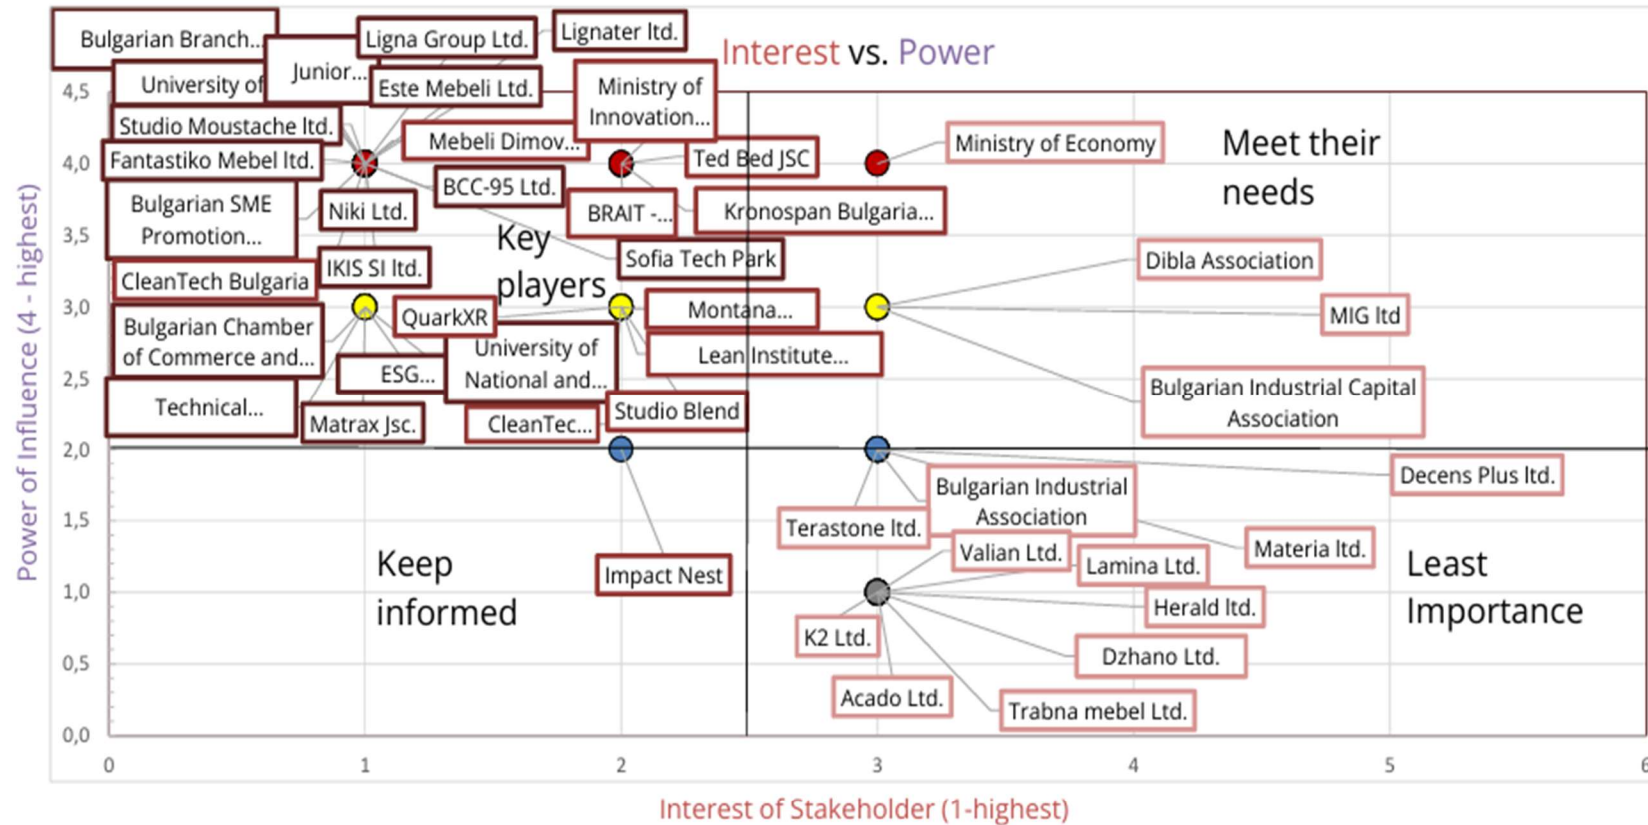 Interest vs. Power
Bulgarian Branch...
Ligna Group Ltd.
Lignater ltd.
Junior...
University of
Este Mebeli Ltd.
Ministry of
Innovation...
Studio Moustache ltd.
Mebeli Dimov...
Fantastiko Mebel ltd.
Ted Bed JSC
Ministry of Economy
Meet their
needs
BCC-95 Ltd.
Bulgarian SME
Promotion...
Niki Ltd.
BRAIT -...
Kronospan Bulgaria...
Key
players
Sofia Tech Park
Dibla Association
IKIS SI ltd.
CleanTech Bulgaria
QuarkXR
Montana...
MIG ltd
Bulgarian Chamber
of Commerce and...
University of
National and...
Lean Institute...
ESG...
Bulgarian Industrial Capital
Association
Technical...
Matrax Jsc.
CleanTec...
Studio Blend
Decens Plus ltd.
Bulgarian Industrial
Association
Terastone ltd.
Valian Ltd.
Materia ltd.
Lamina Ltd.
Keep
informed
Impact Nest
Least
Importance
Herald ltd.
K2 Ltd.
Dzhano Ltd.
Acado Ltd.
Trabna mebel Ltd.
4,5
4,0
3,5
3,0
2,5
2,0
1,5
1,0
0,5
0,0
0 1 2 3 4 5 6
Power of Influence (4 - highest)
Interest of Stakeholder (1-highest)